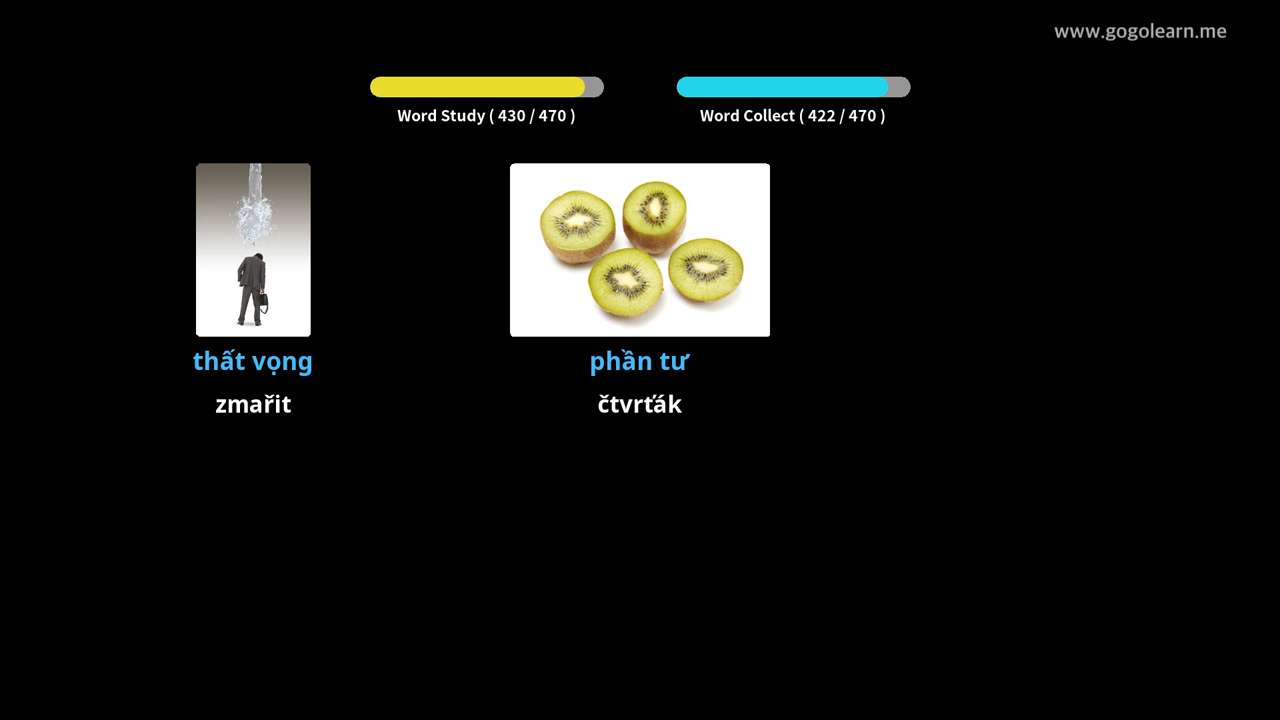 www.gogolearn.me
Word Study ( 430 / 470 )
Word Collect ( 422 / 470 )
thất vọng
zmařit
phần tư
čtvrťák